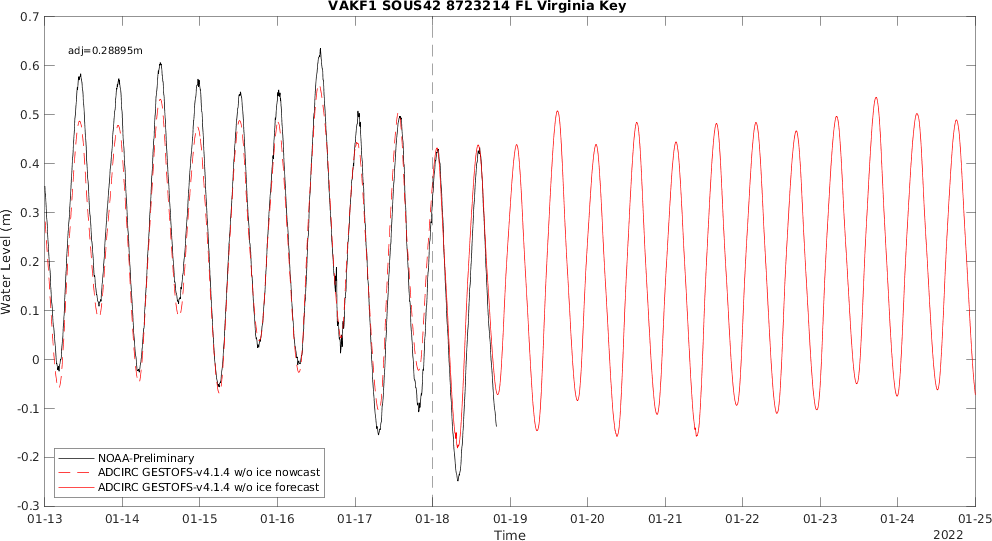 VAKF1 SOUS42 8723214 FL Virginia Key
adj=0.28895m
0.7
0.6
0.5
0.4
0.3
0.2
0.1
0
-0.1
-0.2
-0.3
Water Level (m)
NOAA-Preliminary
ADCIRC GESTOFS-v4.1.4 w/o ice nowcast
ADCIRC GESTOFS-v4.1.4 w/o ice forecast
01-13 01-14 01-15 01-16 01-17 01-18 01-19 01-20 01-21 01-22 01-23 01-24 01-25
Time
2022